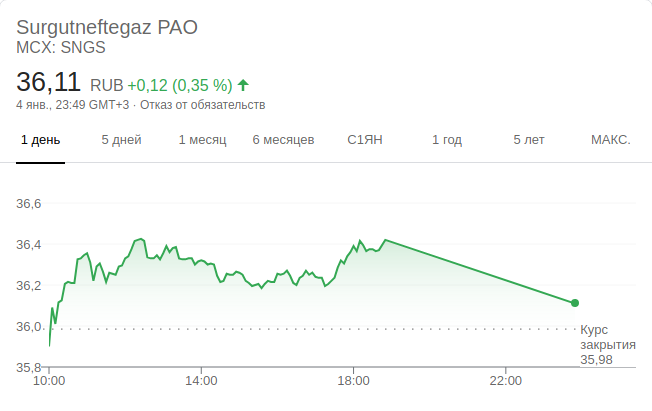 Surgutneftegaz PAO
MCX: SNGS
36,11 RUB +0,12 (0,35 %)
4 янв., 23:49 GMT+3 · Отказ от обязательств
1 день 5 дней 1 месяц 6 месяцев С1ЯН 1 год 5 лет МАКС.
36,6
36,4
36,2
36,0
35,8
Курс
закрытия
35,98
10:00 14:00 18:00 22:00